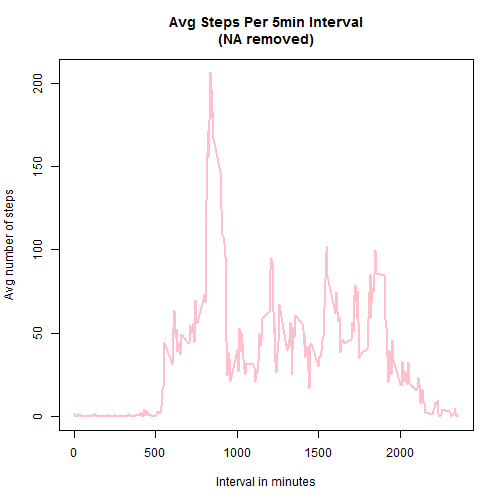 Avg Steps Per 5min Interval
(NA removed)
Avg number of steps
200
150
100
50
0
0 500 1000 1500 2000
Interval in minutes